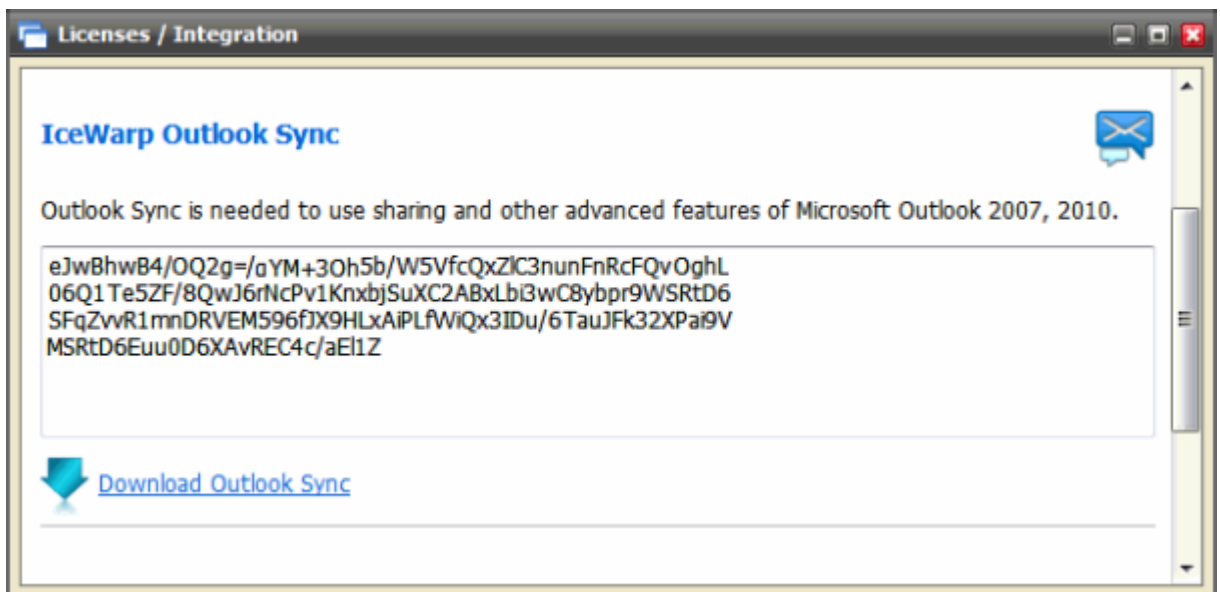 Licenses / Integration
IceWarp Outlook Sync
Outlook Sync is needed to use sharing and other advanced features of Microsoft Outlook 2007, 2010.
eJwBhwB4/OQ2g=/aYM+3Oh5b/W5VfcQxZlC3nunFnRcFQvOghL
06Q1Te5ZF/8QwJ6rNcPv1KnxbjSuXC2ABxLbi3wC8ybpr9WSRtD6
SFqZvvR1mnDRVEM596fJX9HLxAiPLfWiQx3IDu/6TauJFk32XPai9V
MSRtD6Euu0D6XAvREC4c/aEl1Z
Download Outlook Sync